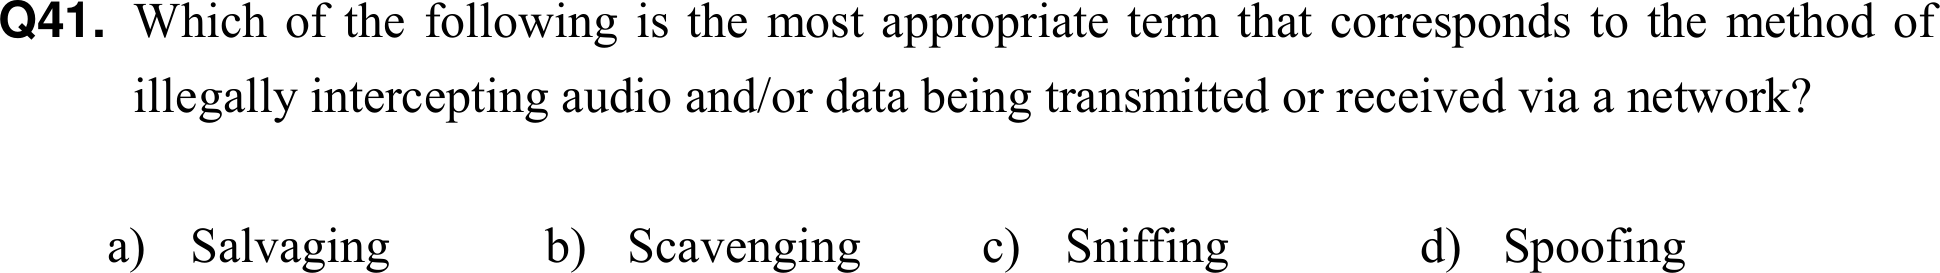 Q41. Which of the following is the most appropriate term that corresponds to the method of
illegally intercepting audio and/or data being transmitted or received via a network?
a) Salvaging b) Scavenging c) Sniffing d) Spoofing